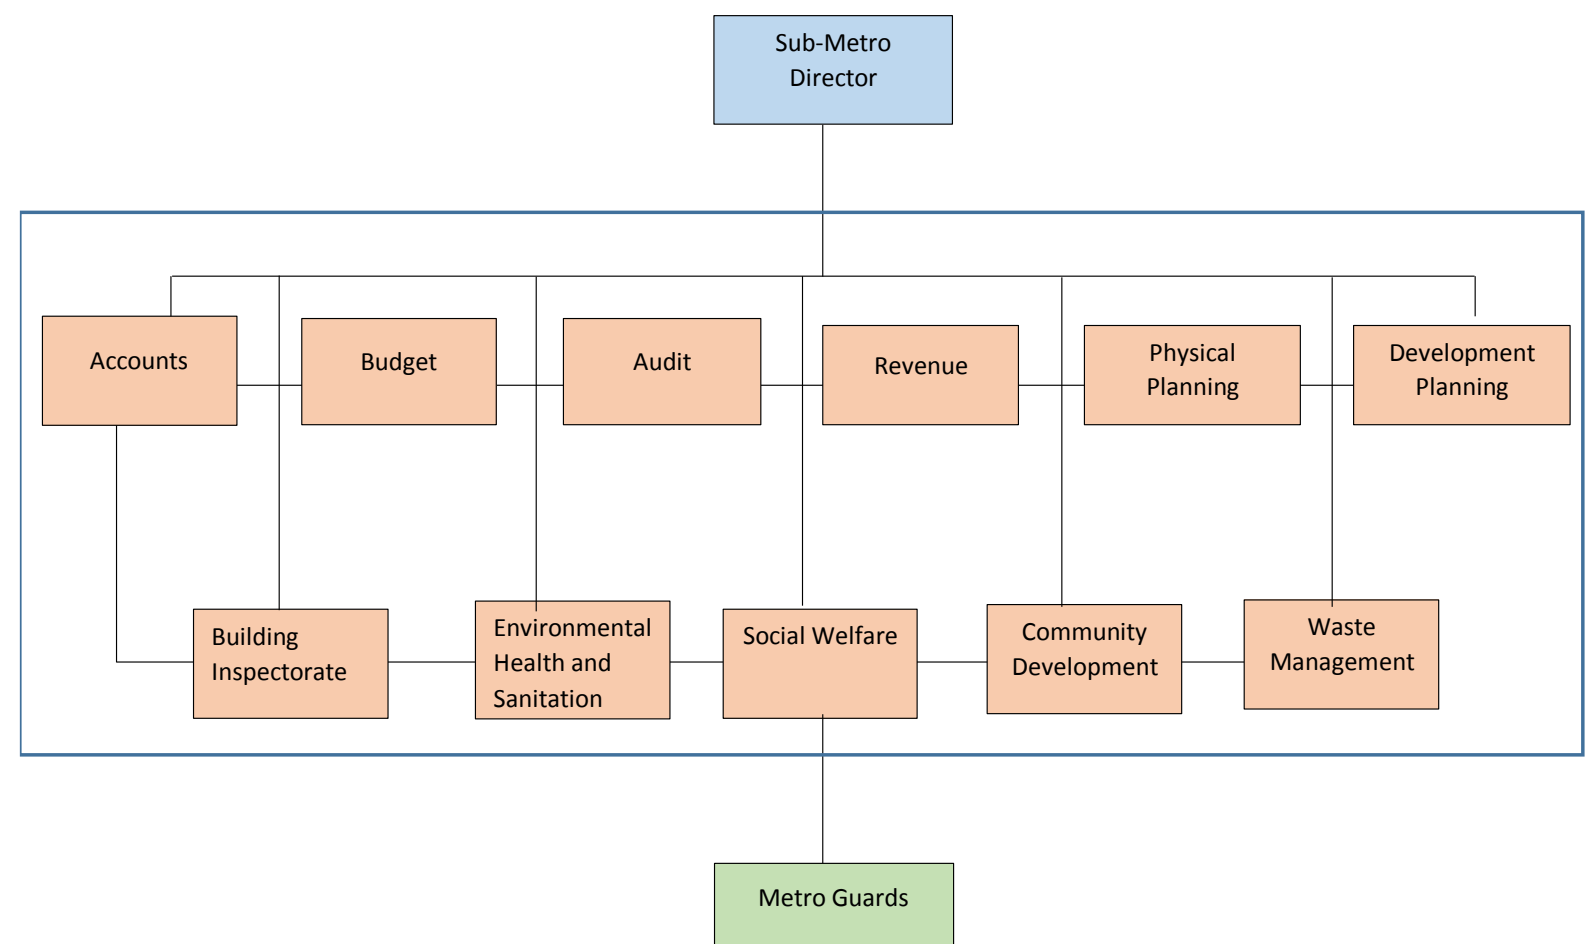 Sub-Metro
Director
Accounts
Budget
Audit
Revenue
Physical
Planning
Development
Planning
Building
Inspectorate
Environmental
Health and
Sanitation
Social Welfare
Community
Development
Waste
Management
Metro Guards